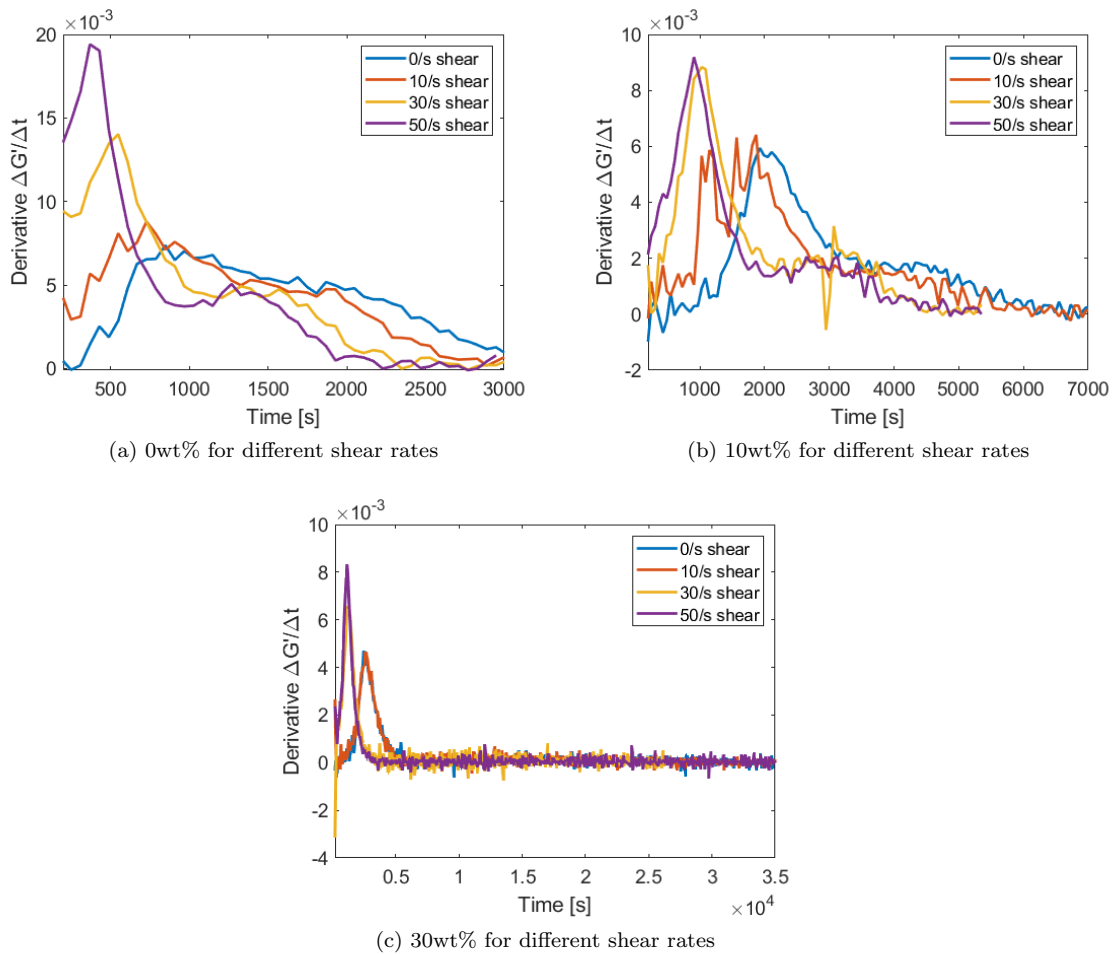 ×10⁻³
20
15
10
5
0
Derivative ΔG'/Δt
500 1000 1500 2000 2500 3000
Time [s]
0/s shear
10/s shear
30/s shear
50/s shear
(a) 0wt% for different shear rates
×10⁻³
10
8
6
4
2
0
-2
Derivative ΔG'/Δt
1000 2000 3000 4000 5000 6000 7000
Time [s]
0/s shear
10/s shear
30/s shear
50/s shear
(b) 10wt% for different shear rates
×10⁻³
10
8
6
4
2
0
-2
-4
Derivative ΔG'/Δt
0.5 1 1.5 2 2.5 3 3.5
Time [s]
×10⁴
0/s shear
10/s shear
30/s shear
50/s shear
(c) 30wt% for different shear rates